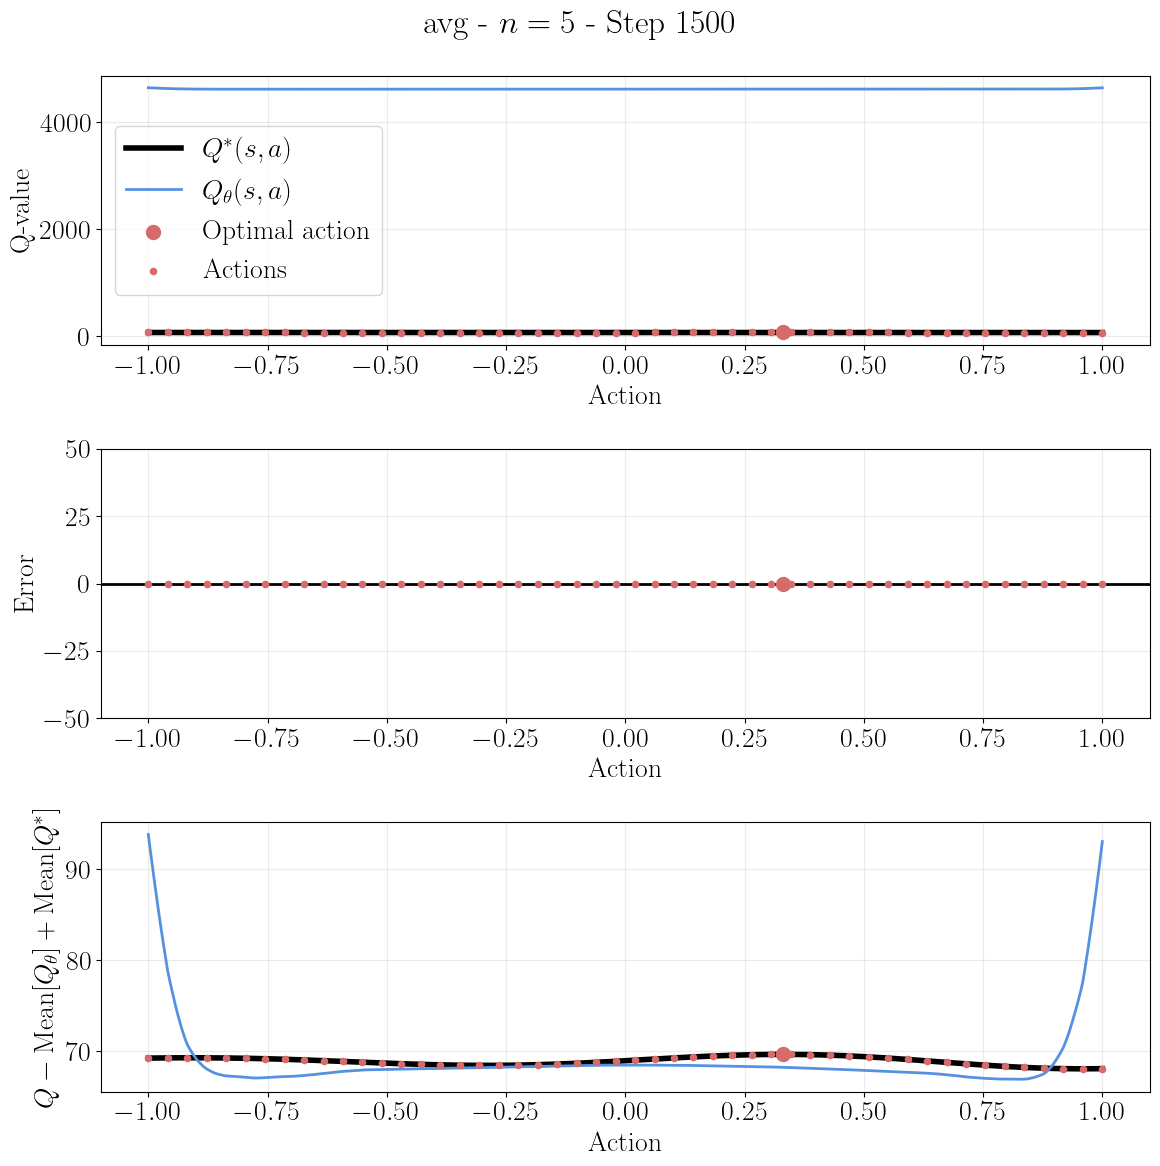 avg - n = 5 - Step 1500
Q-value
4000
2000
0
Q*(s, a)
Q_θ(s, a)
Optimal action
Actions
−1.00 −0.75 −0.50 −0.25 0.00 0.25 0.50 0.75 1.00
Action
Error
50
25
0
−25
−50
−1.00 −0.75 −0.50 −0.25 0.00 0.25 0.50 0.75 1.00
Action
Q − Mean[Q_θ] + Mean[Q*]
90
80
70
−1.00 −0.75 −0.50 −0.25 0.00 0.25 0.50 0.75 1.00
Action